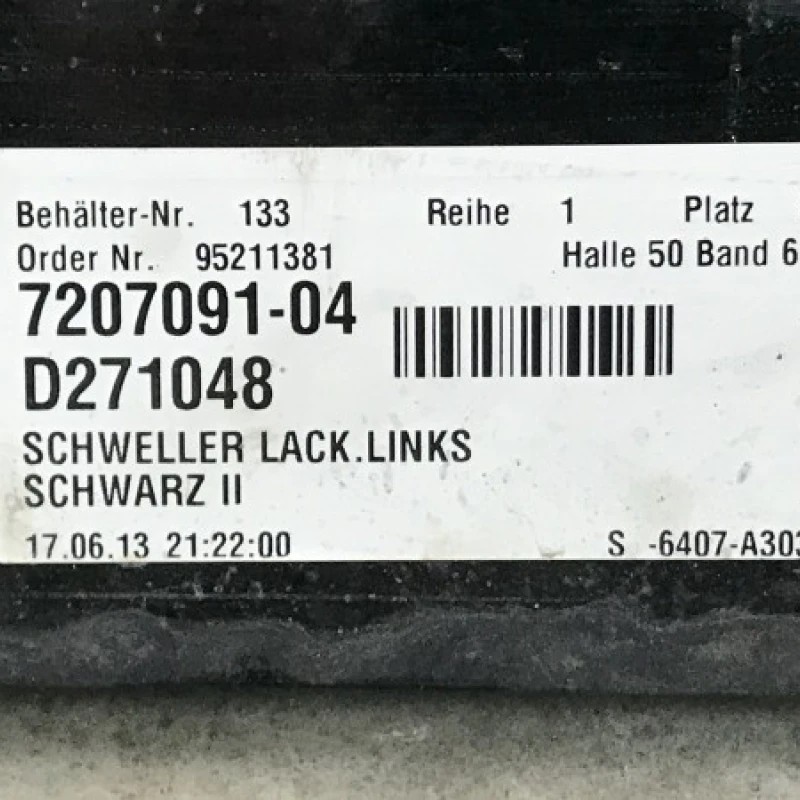 Behälter-Nr. 133 Reihe 1 Platz
Order Nr. 95211381 Halle 50 Band 6
7207091-04
D271048
SCHWELLER LACK.LINKS
SCHWARZ II
17.06.13 21:22:00 S -6407-A303